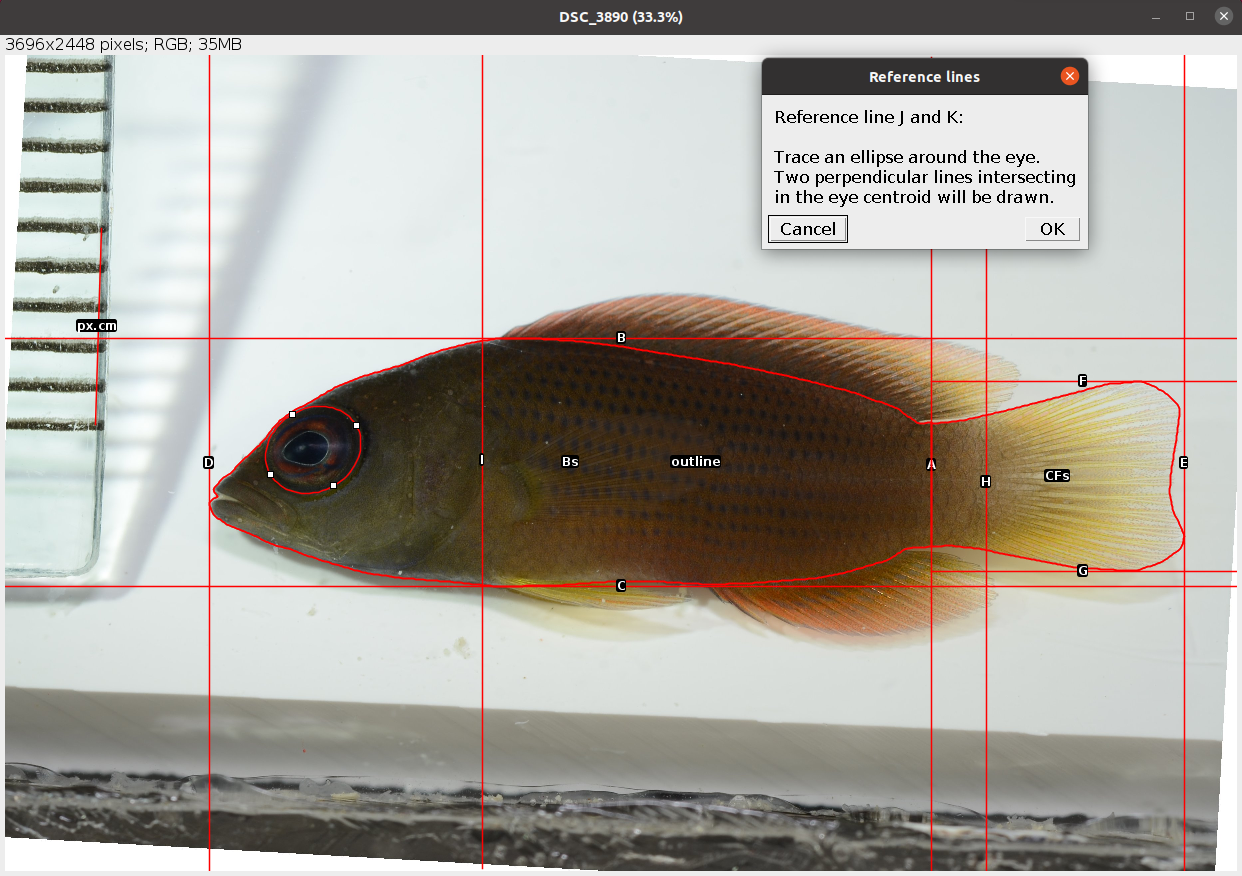 DSC_3890 (33.3%)
3696x2448 pixels; RGB; 35MB
Reference lines
Reference line J and K:
Trace an ellipse around the eye.
Two perpendicular lines intersecting
in the eye centroid will be drawn.
Cancel
OK
px.cm
B
F
D
I
Bs
outline
A
H
CFs
E
C
G